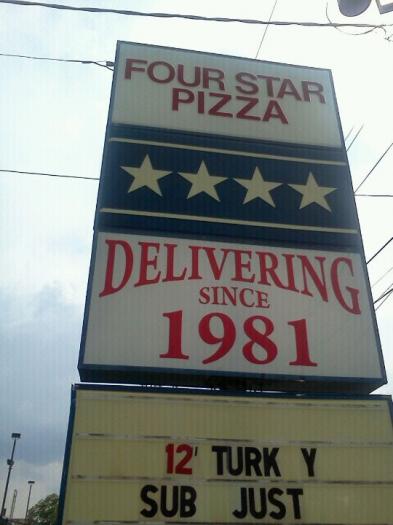 FOUR STAR
PIZZA
DELIVERING
SINCE
1981
12' TURK Y
SUB JUST